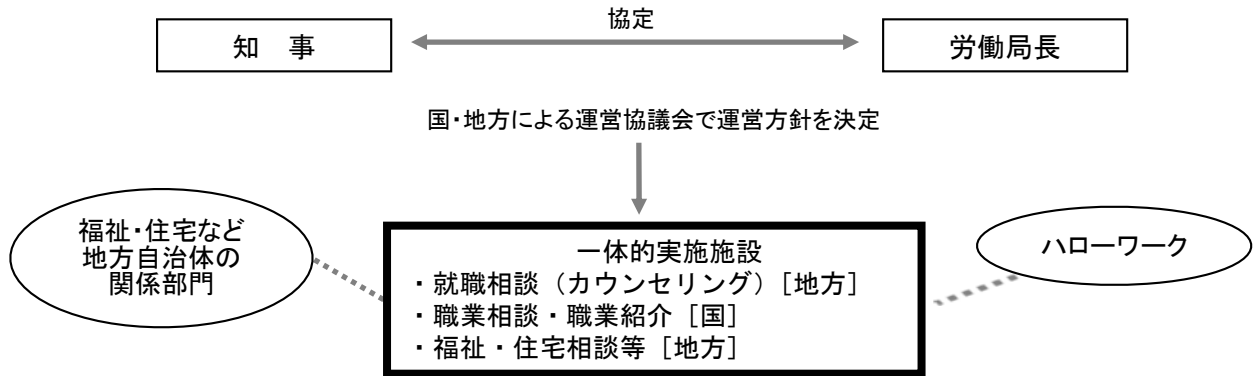 協定
知　事
労働局長
国・地方による運営協議会で運営方針を決定
福祉・住宅など
地方自治体の
関係部門
一体的実施施設
・就職相談（カウンセリング）［地方］
・職業相談・職業紹介［国］
・福祉・住宅相談等［地方］
ハローワーク